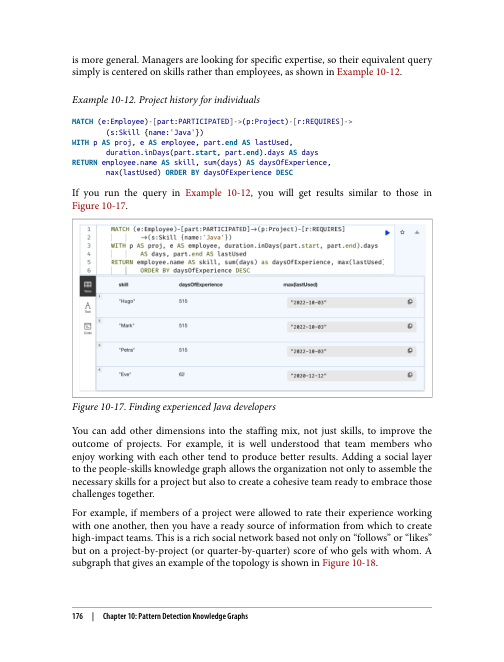 is more general. Managers are looking for specific expertise, so their equivalent query
simply is centered on skills rather than employees, as shown in Example 10-12.
Example 10-12. Project history for individuals
MATCH (e:Employee)-[part:PARTICIPATED]->(p:Project)-[r:REQUIRES]->
(s:Skill {name:'Java'})
WITH p AS proj, e AS employee, part.end AS lastUsed,
duration.inDays(part.start, part.end).days AS days
RETURN employee.name AS skill, sum(days) AS daysOfExperience,
max(lastUsed) ORDER BY daysOfExperience DESC
If you run the query in Example 10-12, you will get results similar to those in
Figure 10-17.
1 MATCH (e:Employee)-[part:PARTICIPATED]→(p:Project)-[r:REQUIRES]
2 →(s:Skill {name:'Java'})
3 WITH p AS proj, e AS employee, duration.inDays(part.start, part.end).days
4 AS days, part.end AS lastUsed
5 RETURN employee.name AS skill, sum(days) as daysOfExperience, max(lastUsed)
6 ORDER BY daysOfExperience DESC
skill daysOfExperience max(lastUsed)
1 "Hugo" 515 "2022-10-03"
2 "Mark" 515 "2022-10-03"
3 "Petra" 515 "2022-10-03"
4 "Eve" 62 "2020-12-12"
Figure 10-17. Finding experienced Java developers
You can add other dimensions into the staffing mix, not just skills, to improve the
outcome of projects. For example, it is well understood that team members who
enjoy working with each other tend to produce better results. Adding a social layer
to the people-skills knowledge graph allows the organization not only to assemble the
necessary skills for a project but also to create a cohesive team ready to embrace those
challenges together.
For example, if members of a project were allowed to rate their experience working
with one another, then you have a ready source of information from which to create
high-impact teams. This is a rich social network based not only on “follows” or “likes”
but on a project-by-project (or quarter-by-quarter) score of who gels with whom. A
subgraph that gives an example of the topology is shown in Figure 10-18.
176 | Chapter 10: Pattern Detection Knowledge Graphs